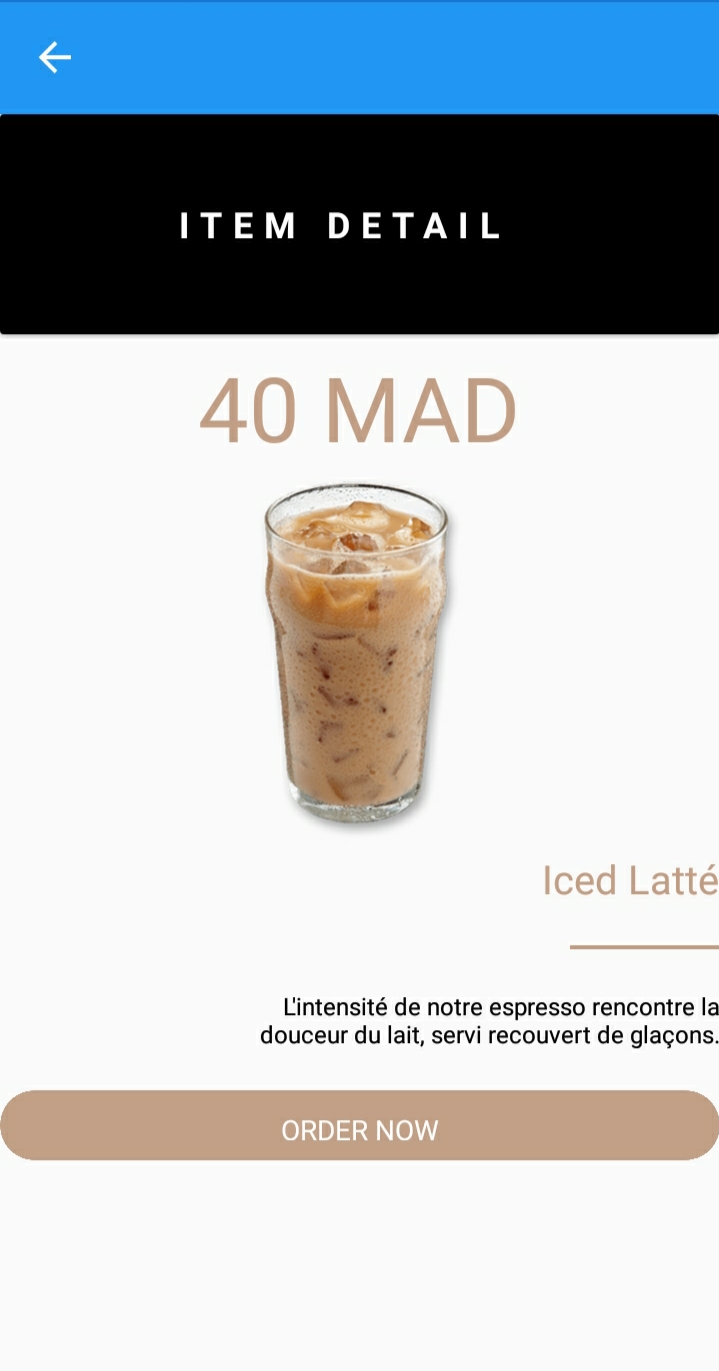 ITEM DETAIL
40 MAD
Iced Latté
L'intensité de notre espresso rencontre la
douceur du lait, servi recouvert de glaçons.
ORDER NOW